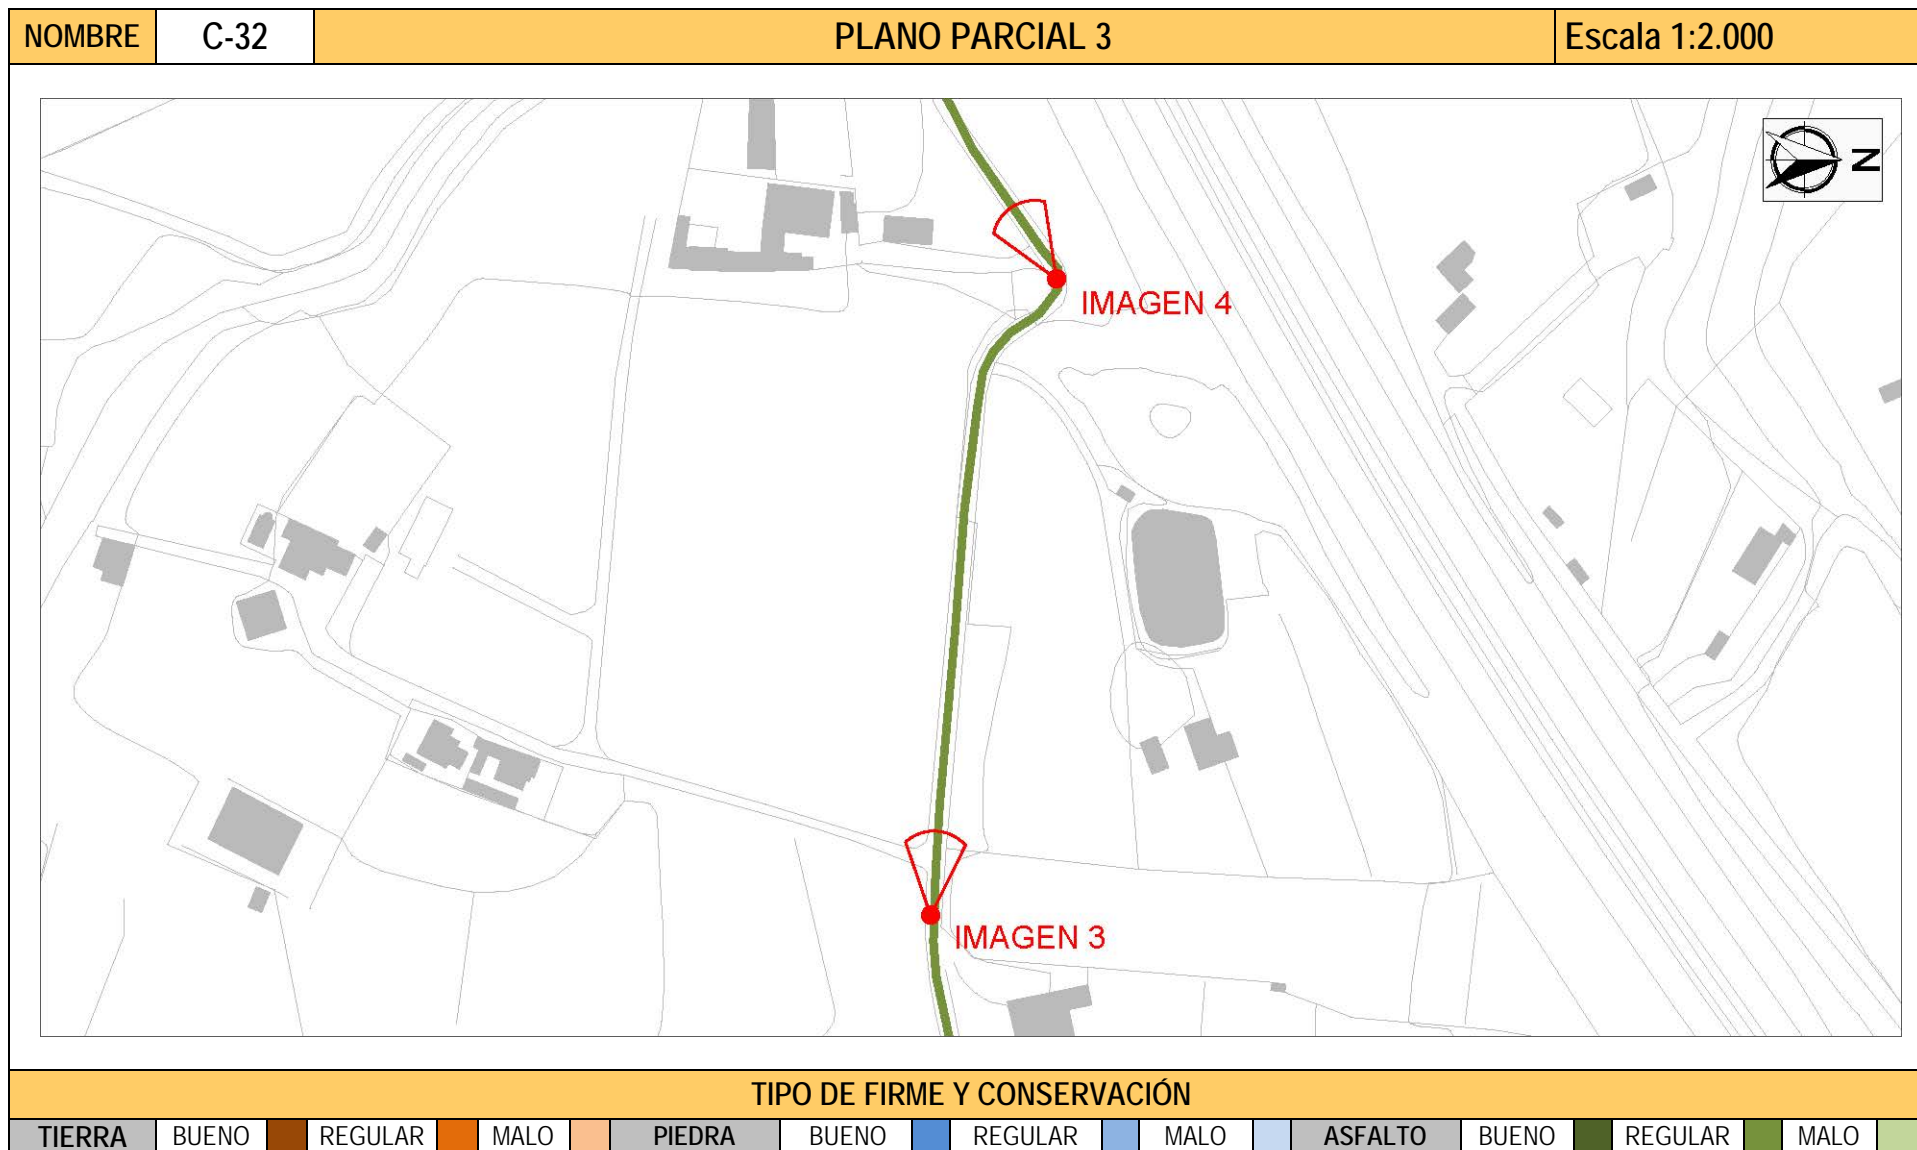 NOMBRE C-32 PLANO PARCIAL 3 Escala 1:2.000
N
IMAGEN 4
IMAGEN 3
TIPO DE FIRME Y CONSERVACIÓN
TIERRA BUENO REGULAR MALO PIEDRA BUENO REGULAR MALO ASFALTO BUENO REGULAR MALO